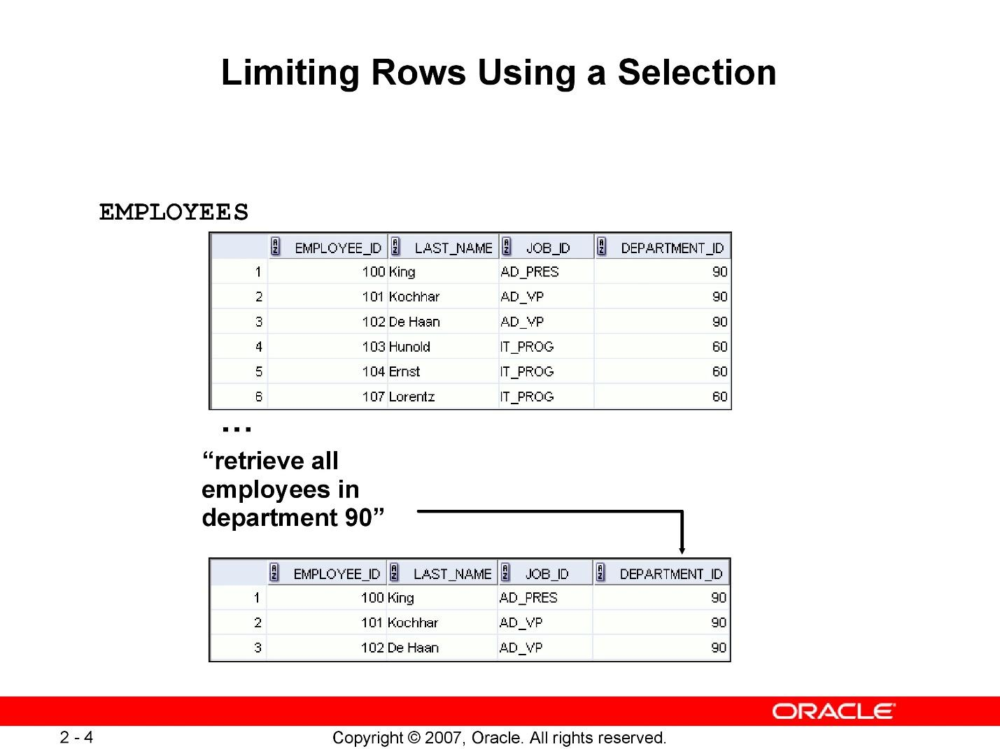 Limiting Rows Using a Selection
EMPLOYEES
EMPLOYEE_ID LAST_NAME JOB_ID DEPARTMENT_ID
1 100 King AD_PRES 90
2 101 Kochhar AD_VP 90
3 102 De Haan AD_VP 90
4 103 Hunold IT_PROG 60
5 104 Ernst IT_PROG 60
6 107 Lorentz IT_PROG 60
…
“retrieve all
employees in
department 90”
EMPLOYEE_ID LAST_NAME JOB_ID DEPARTMENT_ID
1 100 King AD_PRES 90
2 101 Kochhar AD_VP 90
3 102 De Haan AD_VP 90
ORACLE
2 - 4 Copyright © 2007, Oracle. All rights reserved.